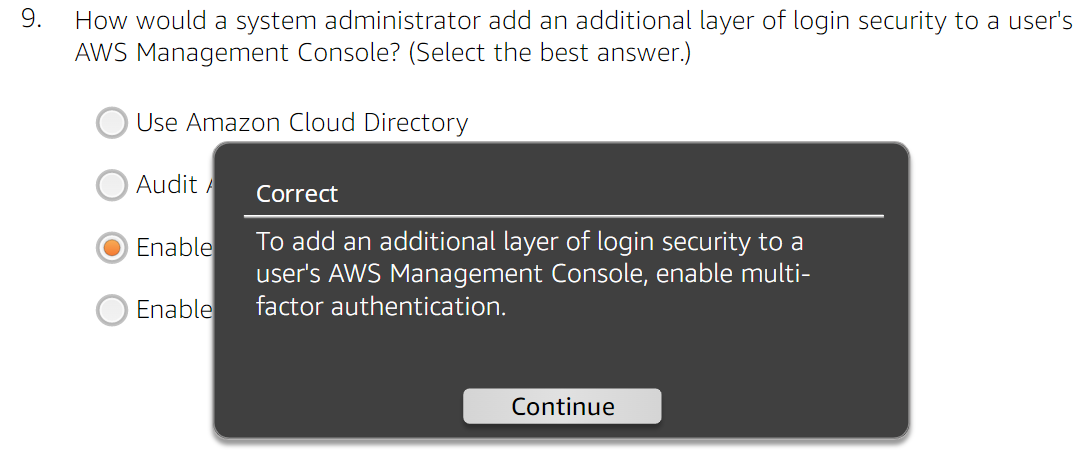 9. How would a system administrator add an additional layer of login security to a user's
AWS Management Console? (Select the best answer.)
Use Amazon Cloud Directory
Audit
Enable
Enable
Correct
To add an additional layer of login security to a
user's AWS Management Console, enable multi-
factor authentication.
Continue